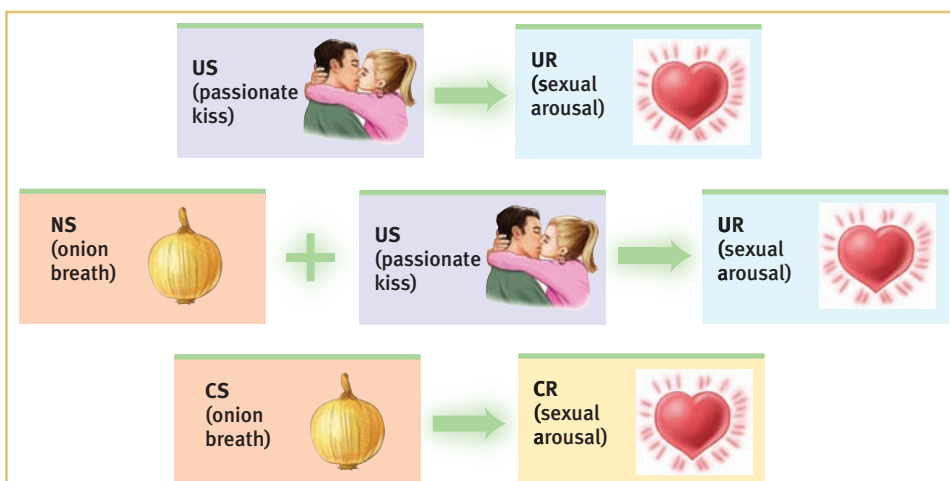 US
(passionate
kiss)
UR
(sexual
arousal)
NS
(onion
breath)
US
(passionate
kiss)
UR
(sexual
arousal)
CS
(onion
breath)
CR
(sexual
arousal)